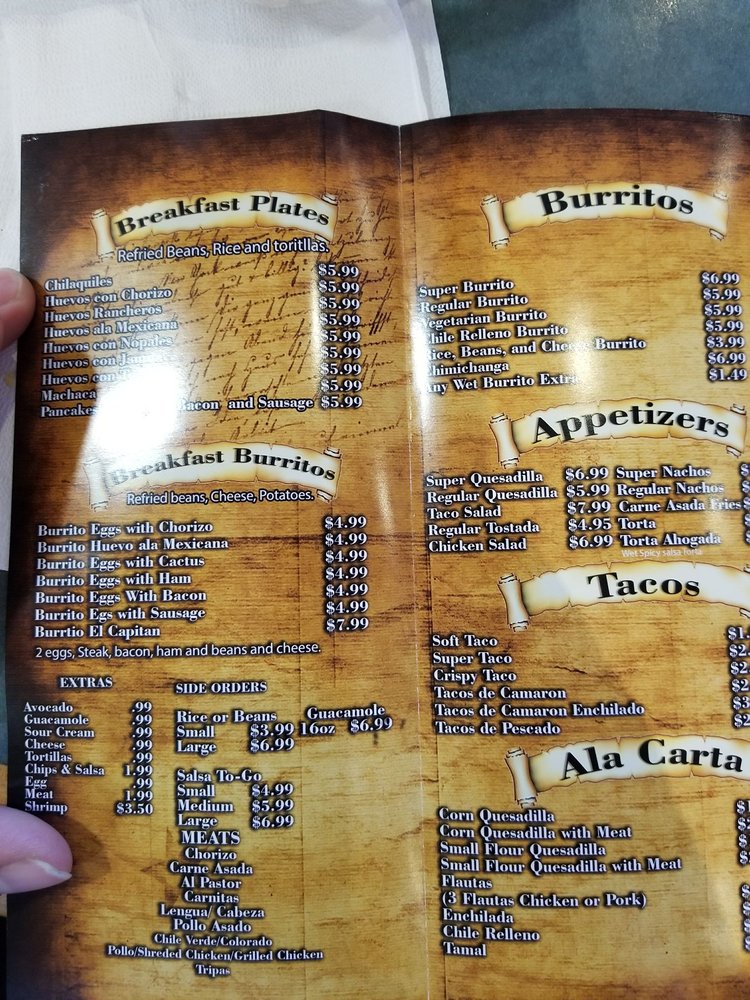 Breakfast Plates
Refried Beans, Rice and toritllas.
Chilaquiles $5.99
Huevos con Chorizo $5.99
Huevos Rancheros $5.99
Huevos ala Mexicana $5.99
Huevos con Nopales $5.99
Huevos con $5.99
Huevos $5.99
Machaca $5.99
Pancakes Bacon and Sausage $5.99
Breakfast Burritos
Refried beans, Cheese, Potatoes.
Burrito Eggs with Chorizo $4.99
Burrito Huevo ala Mexicana $4.99
Burrito Eggs with Cactus $4.99
Burrito Eggs with Ham $4.99
Burrito Eggs With Bacon $4.99
Burrito Egs with Sausage $4.99
Burrtio El Capitan $7.99
2 eggs, Steak, bacon, ham and beans and cheese.
EXTRAS
Avocado .99
Guacamole .99
Sour Cream .99
Cheese .99
Tortillas .99
Chips & Salsa 1.99
Egg .99
Meat 1.99
Shrimp $3.50
SIDE ORDERS
Rice or Beans Guacamole
Small $3.99 16oz $6.99
Large $6.99
Salsa To-Go
Small $4.99
Medium $5.99
Large $6.99
MEATS
Chorizo
Carne Asada
Al Pastor
Carnitas
Lengua/ Cabeza
Pollo Asado
Chile Verde/Colorado
Pollo/Shreded Chicken/Grilled Chicken
Tripas
Burritos
Super Burrito $6.99
Regular Burrito $5.99
Vegetarian Burrito $5.99
Chile Relleno Burrito $5.99
Rice, Beans, and Cheese Burrito $3.99
Chimichanga $6.99
Any Wet Burrito Extra $1.49
Appetizers
Super Quesadilla $6.99 Super Nachos
Regular Quesadilla $5.99 Regular Nachos
Taco Salad $7.99 Carne Asada Fries
Regular Tostada $4.95 Torta
Chicken Salad $6.99 Torta Ahogada
Wet Spicy salsa torta
Tacos
Soft Taco
Super Taco
Crispy Taco
Tacos de Camaron
Tacos de Camaron Enchilado
Tacos de Pescado
Ala Carta
Corn Quesadilla
Corn Quesadilla with Meat
Small Flour Quesadilla
Small Flour Quesadilla with Meat
Flautas
(3 Flautas Chicken or Pork)
Enchilada
Chile Relleno
Tamal